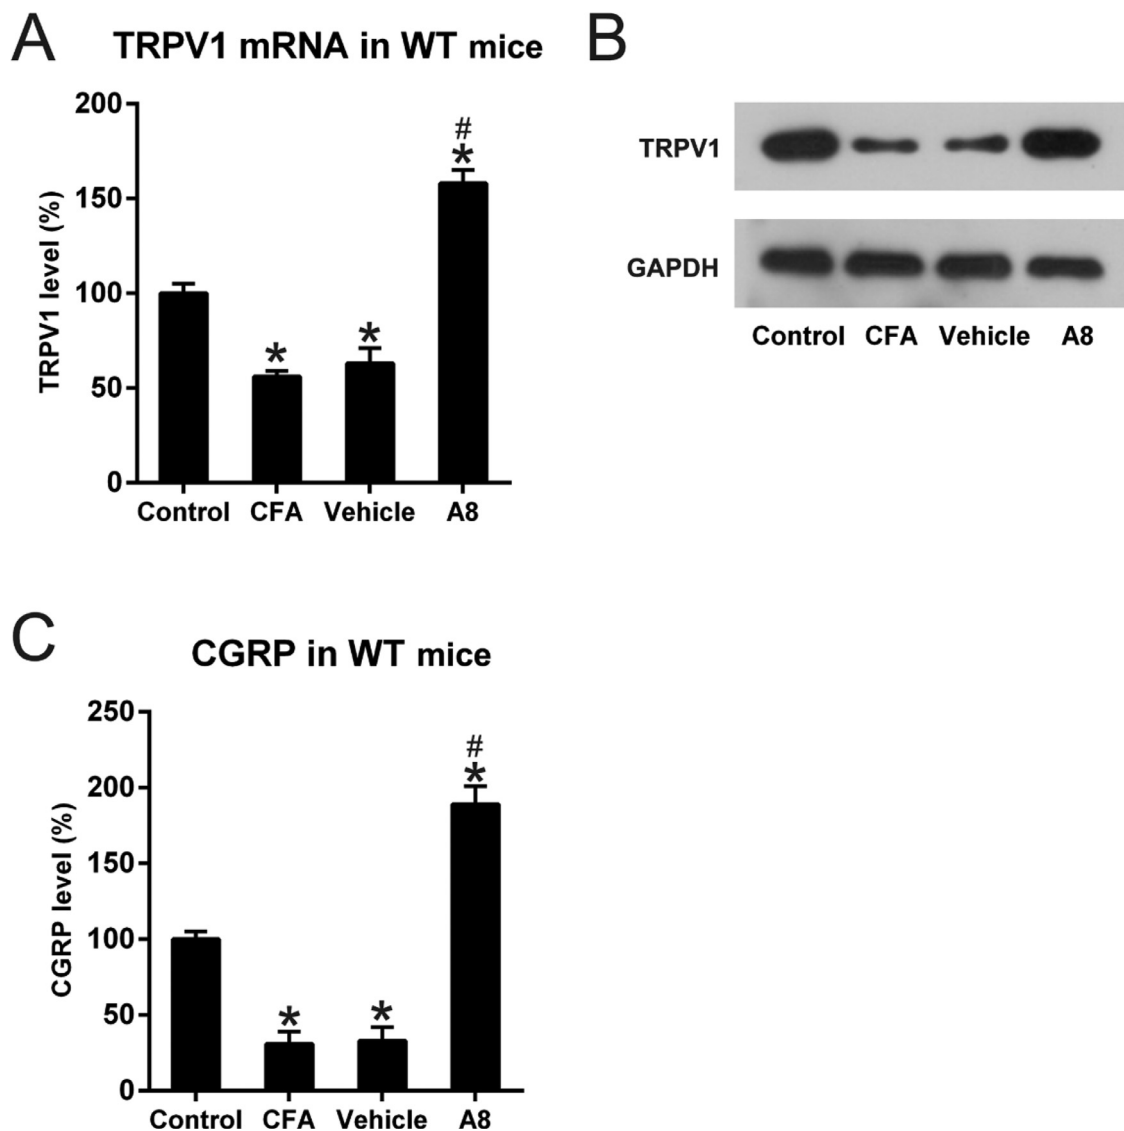 A
TRPV1 mRNA in WT mice
TRPV1 level (%)
200
150
100
50
0
*
*
#
*
Control CFA Vehicle A8
B
TRPV1
GAPDH
Control CFA Vehicle A8
C
CGRP in WT mice
CGRP level (%)
250
200
150
100
50
0
*
*
#
*
Control CFA Vehicle A8